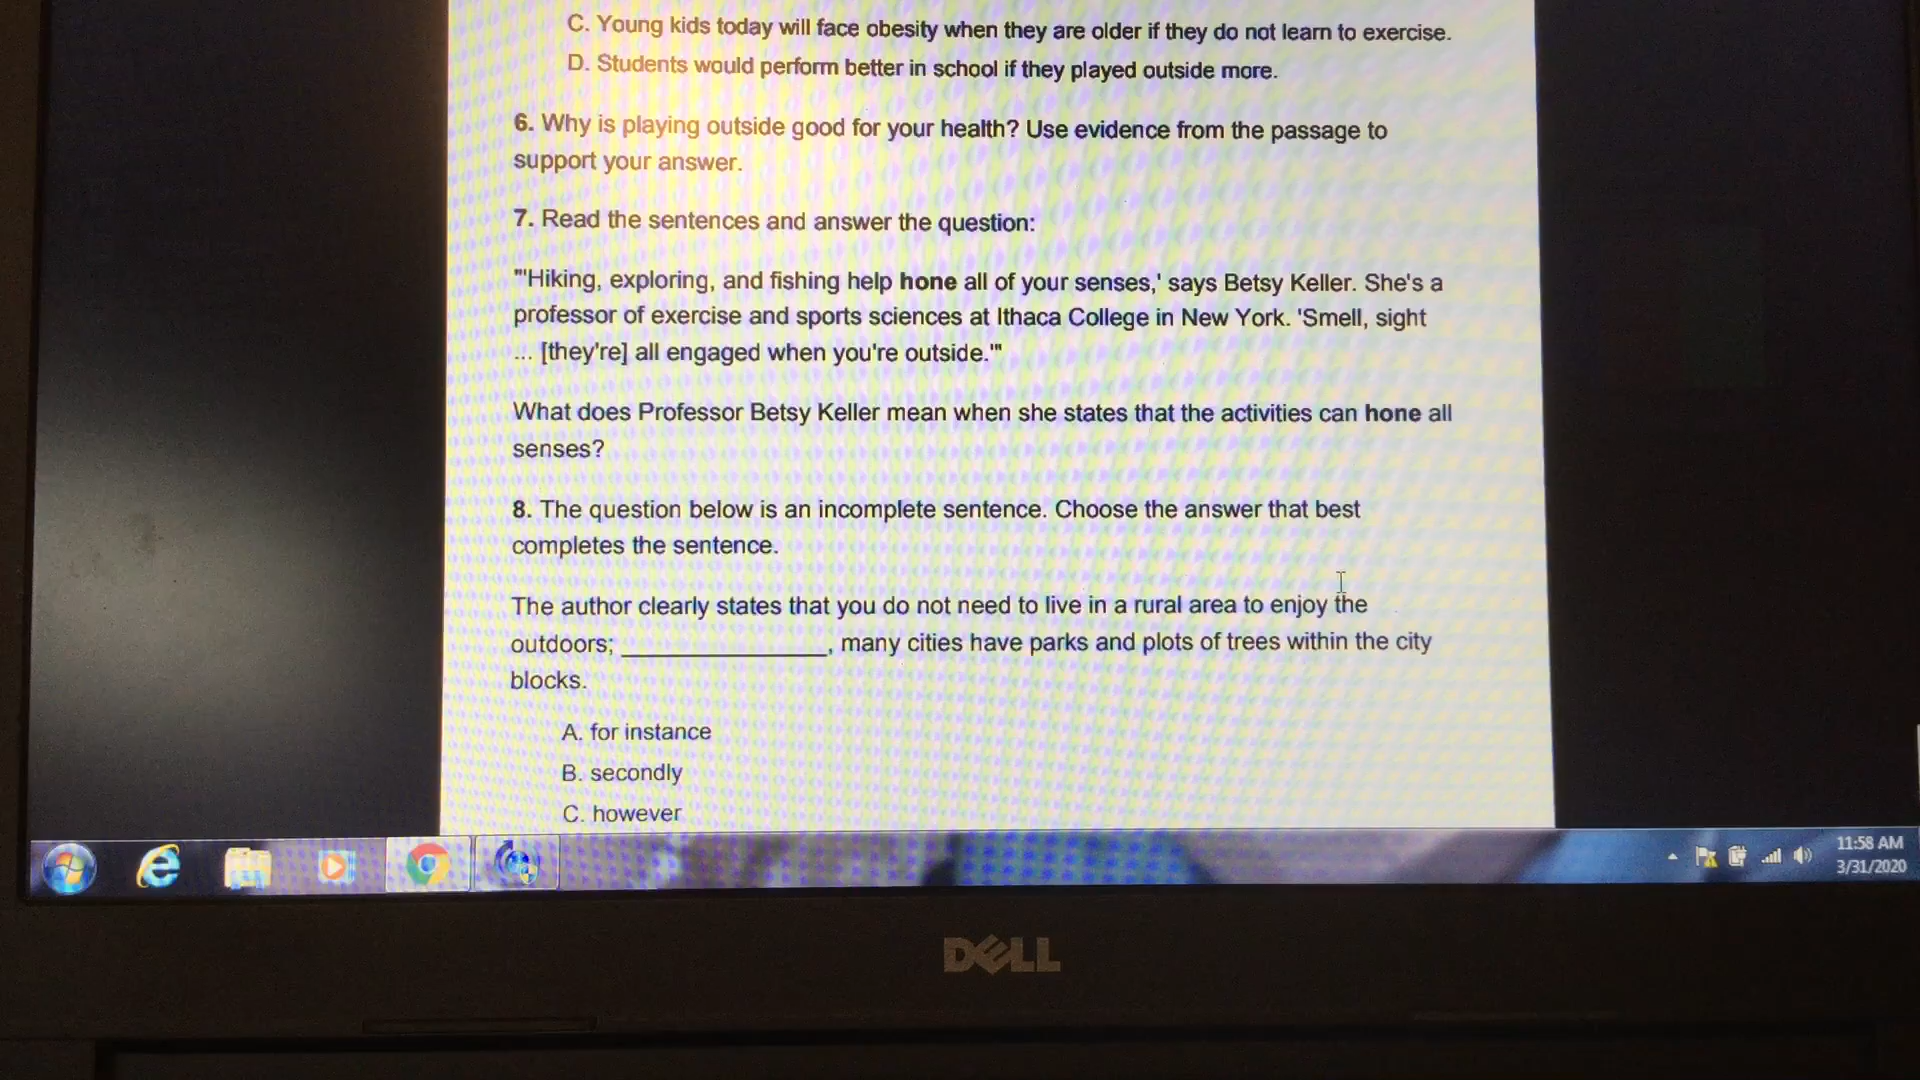 C. Young kids today will face obesity when they are older if they do not learn to exercise.
D. Students would perform better in school if they played outside more.
6. Why is playing outside good for your health? Use evidence from the passage to
support your answer.
7. Read the sentences and answer the question:
"'Hiking, exploring, and fishing help hone all of your senses,' says Betsy Keller. She's a
professor of exercise and sports sciences at Ithaca College in New York. 'Smell, sight
... [they're] all engaged when you're outside.'"
What does Professor Betsy Keller mean when she states that the activities can hone all
senses?
8. The question below is an incomplete sentence. Choose the answer that best
completes the sentence.
The author clearly states that you do not need to live in a rural area to enjoy the
outdoors; _______________, many cities have parks and plots of trees within the city
blocks.
A. for instance
B. secondly
C. however
11:58 AM
3/31/2020
DELL